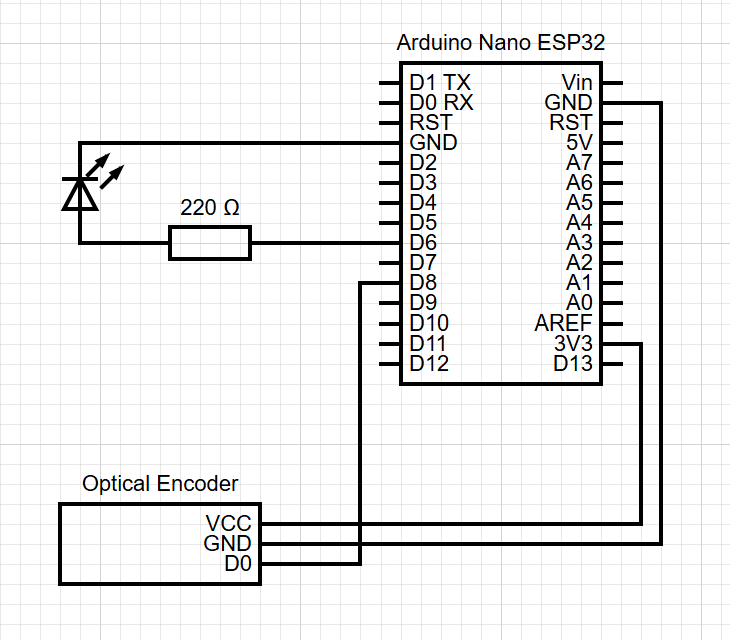 Arduino Nano ESP32
D1 TX
Vin
D0 RX
GND
RST
RST
GND
5V
D2
A7
D3
A6
D4
A5
220 Ω
D5
A4
D6
A3
D7
A2
D8
A1
D9
A0
D10
AREF
D11
3V3
D12
D13
Optical Encoder
VCC
GND
D0